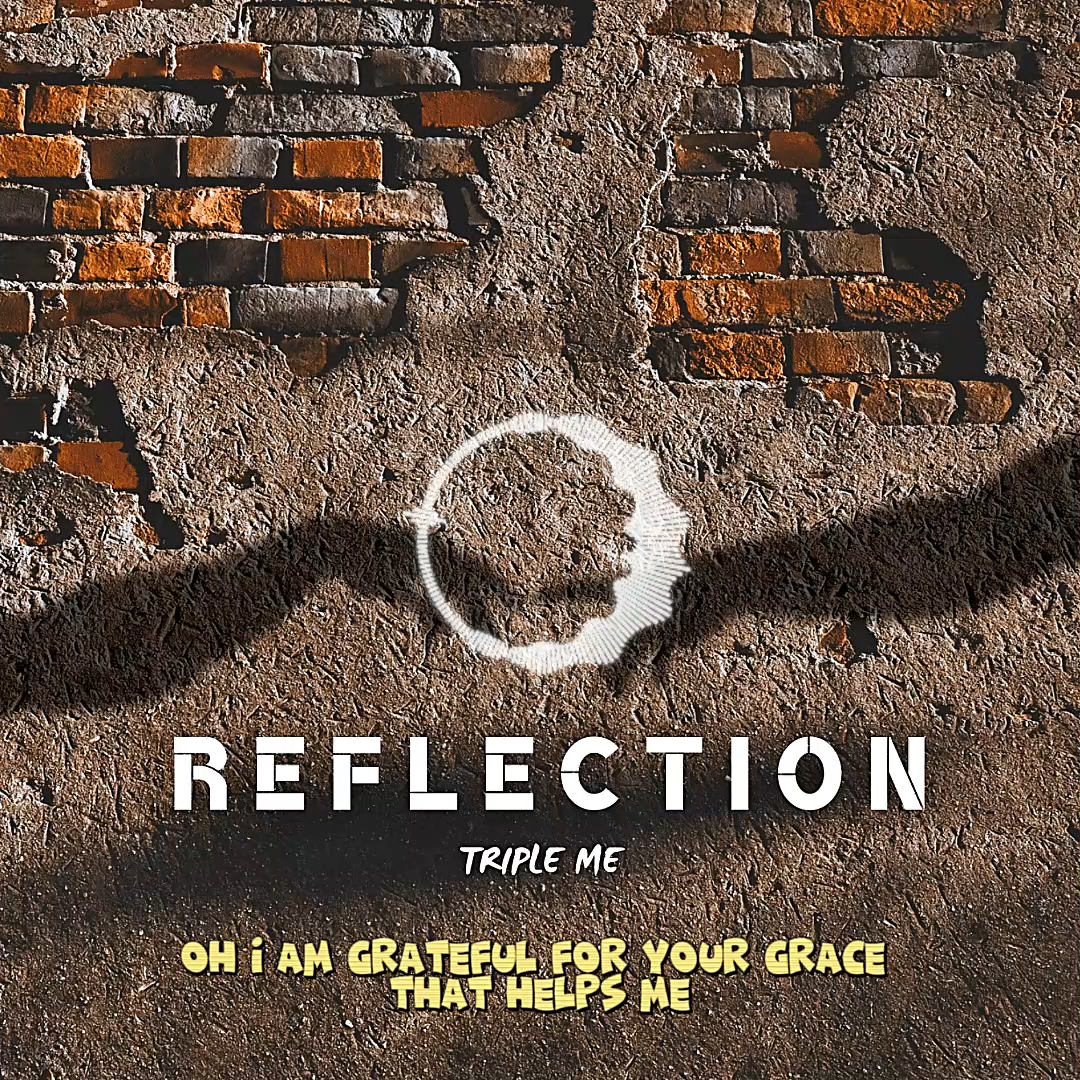 REFLECTION
TRIPLE ME
OH i AM GRATEFUL FOR YOUR GRACE
THAT HELPS ME